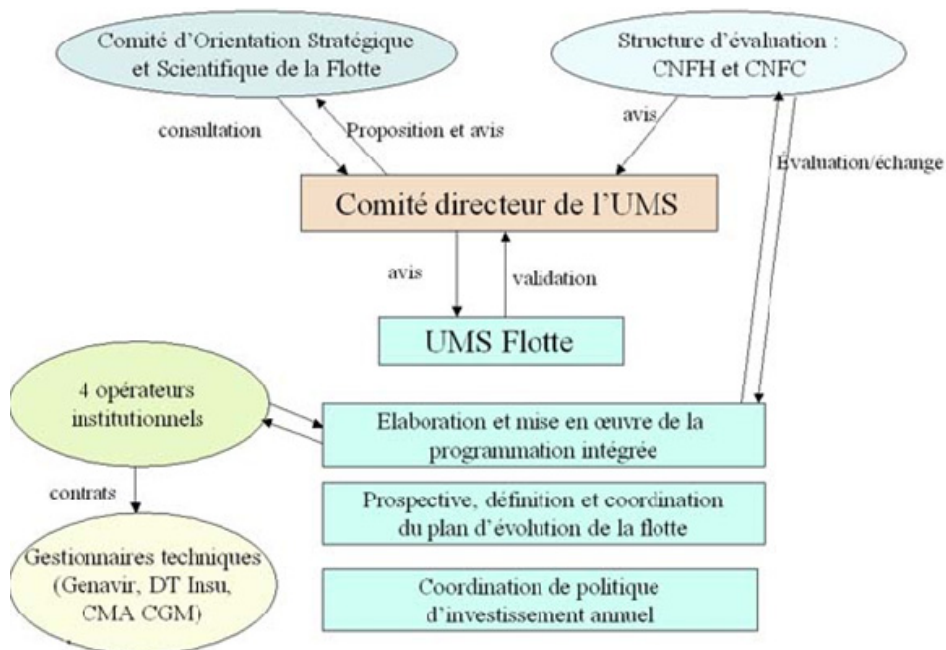 Comité d'Orientation Stratégique
et Scientifique de la Flotte
Structure d'évaluation :
CNFH et CNFC
consultation
Proposition et avis
avis
Évaluation/échange
Comité directeur de l'UMS
avis
validation
UMS Flotte
4 opérateurs
institutionnels
Elaboration et mise en œuvre de la
programmation intégrée
contrats
Prospective, définition et coordination
du plan d'évolution de la flotte
Gestionnaires techniques
(Genavir, DT Insu,
CMA CGM)
Coordination de politique
d'investissement annuel